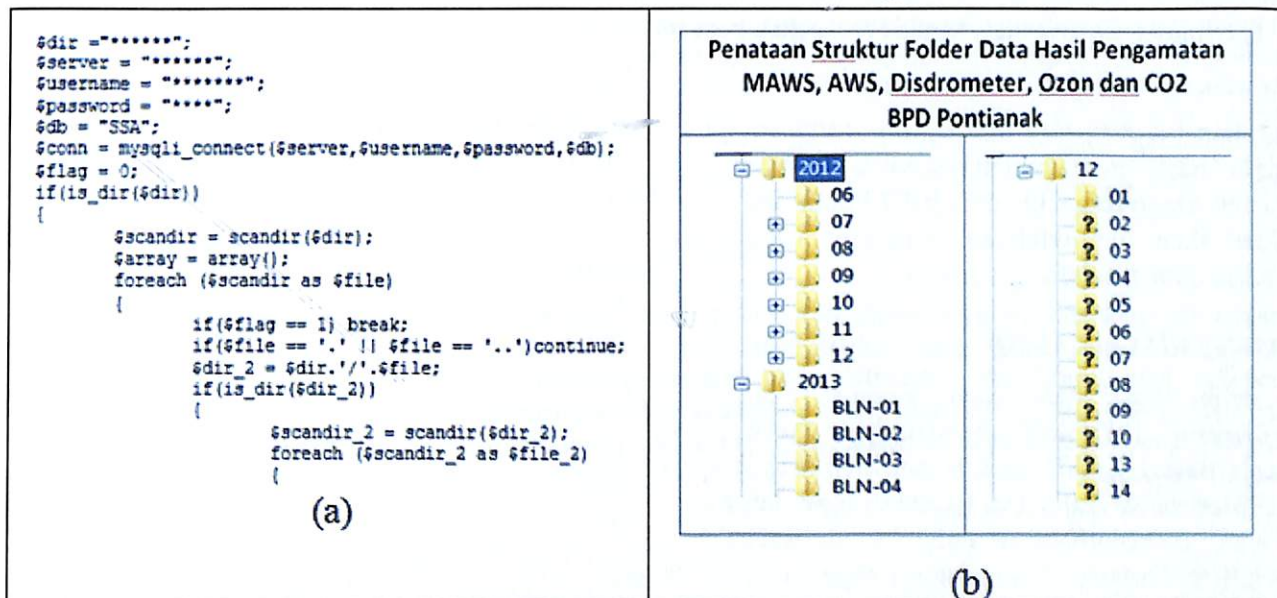 $dir ="******";
$server = "******";
$username = "*******";
$password = "****";
$db = "SSA";
$conn = mysqli_connect($server,$username,$password,$db);
$flag = 0;
if(is_dir($dir))
{
$scandir = scandir($dir);
$array = array();
foreach ($scandir as $file)
{
if($flag == 1) break;
if($file == '.' || $file == '..')continue;
$dir_2 = $dir.'/'.$file;
if(is_dir($dir_2))
{
$scandir_2 = scandir($dir_2);
foreach ($scandir_2 as $file_2)
{
(a)
Penataan Struktur Folder Data Hasil Pengamatan
MAWS, AWS, Disdrometer, Ozon dan CO2
BPD Pontianak
2012
06
07
08
09
10
11
12
2013
BLN-01
BLN-02
BLN-03
BLN-04
12
01
? 02
? 03
? 04
? 05
? 06
? 07
? 08
? 09
? 10
? 13
? 14
(b)